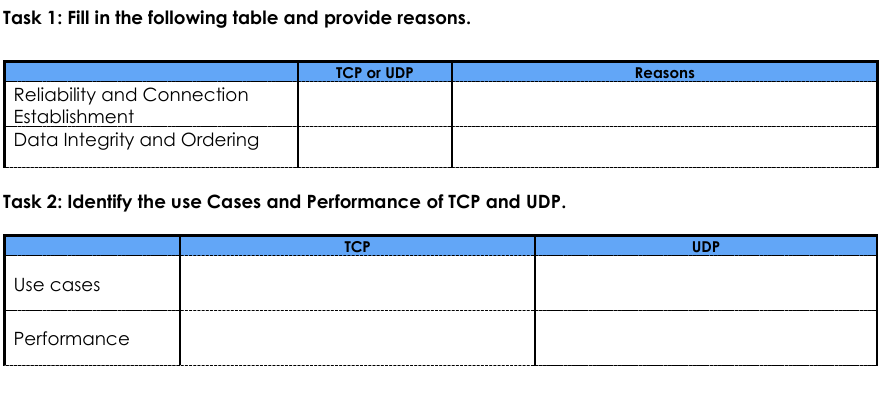 Task 1: Fill in the following table and provide reasons.
TCP or UDP
Reasons
Reliability and Connection
Establishment
Data Integrity and Ordering
Task 2: Identify the use Cases and Performance of TCP and UDP.
TCP
UDP
Use cases
Performance